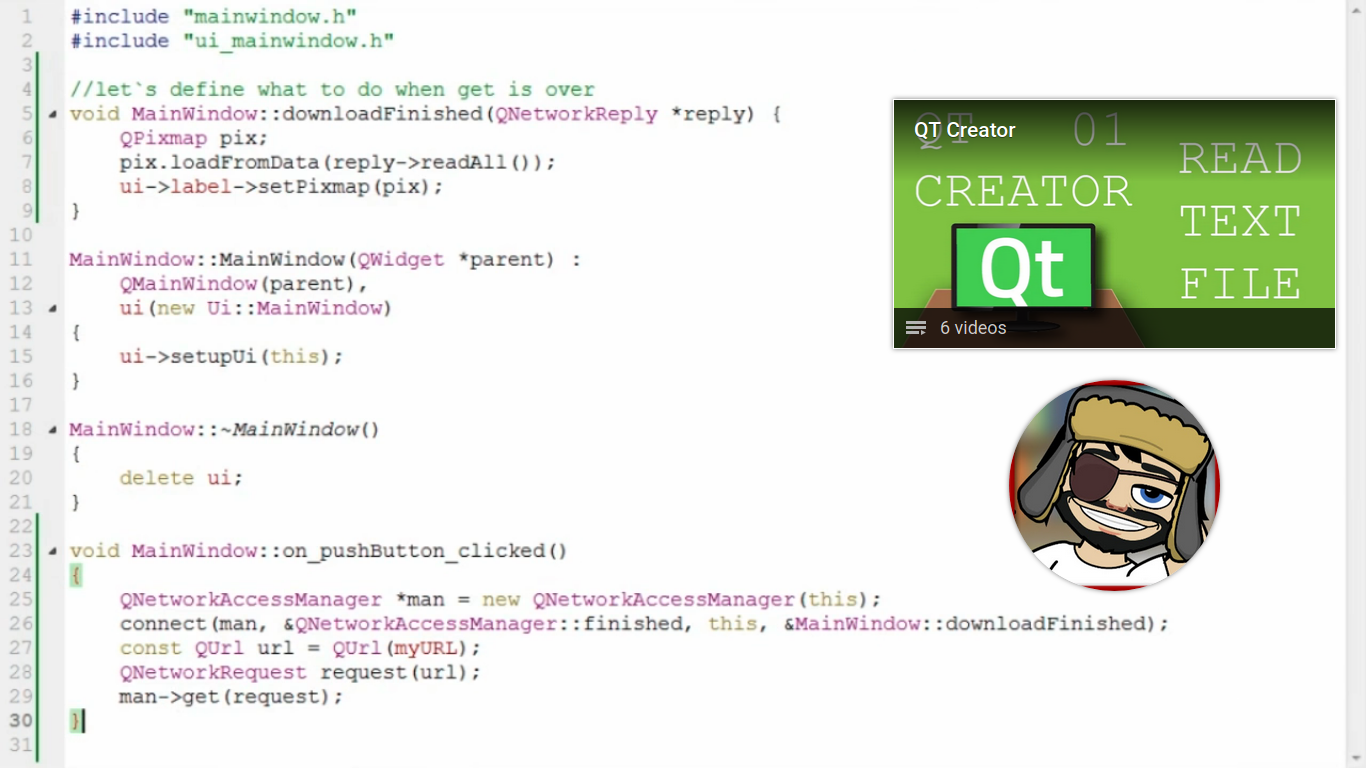 1 #include "mainwindow.h"
2 #include "ui_mainwindow.h"
3
4 //let`s define what to do when get is over
5 void MainWindow::downloadFinished(QNetworkReply *reply) {
6     QPixmap pix;
7     pix.loadFromData(reply->readAll());
8     ui->label->setPixmap(pix);
9 }
10
11 MainWindow::MainWindow(QWidget *parent) :
12     QMainWindow(parent),
13     ui(new Ui::MainWindow)
14 {
15     ui->setupUi(this);
16 }
17
18 MainWindow::~MainWindow()
19 {
20     delete ui;
21 }
22
23 void MainWindow::on_pushButton_clicked()
24 {
25     QNetworkAccessManager *man = new QNetworkAccessManager(this);
26     connect(man, &QNetworkAccessManager::finished, this, &MainWindow::downloadFinished);
27     const QUrl url = QUrl(myURL);
28     QNetworkRequest request(url);
29     man->get(request);
30 }
31
QT Creator
QT 01
CREATOR
READ
TEXT
FILE
Qt
6 videos